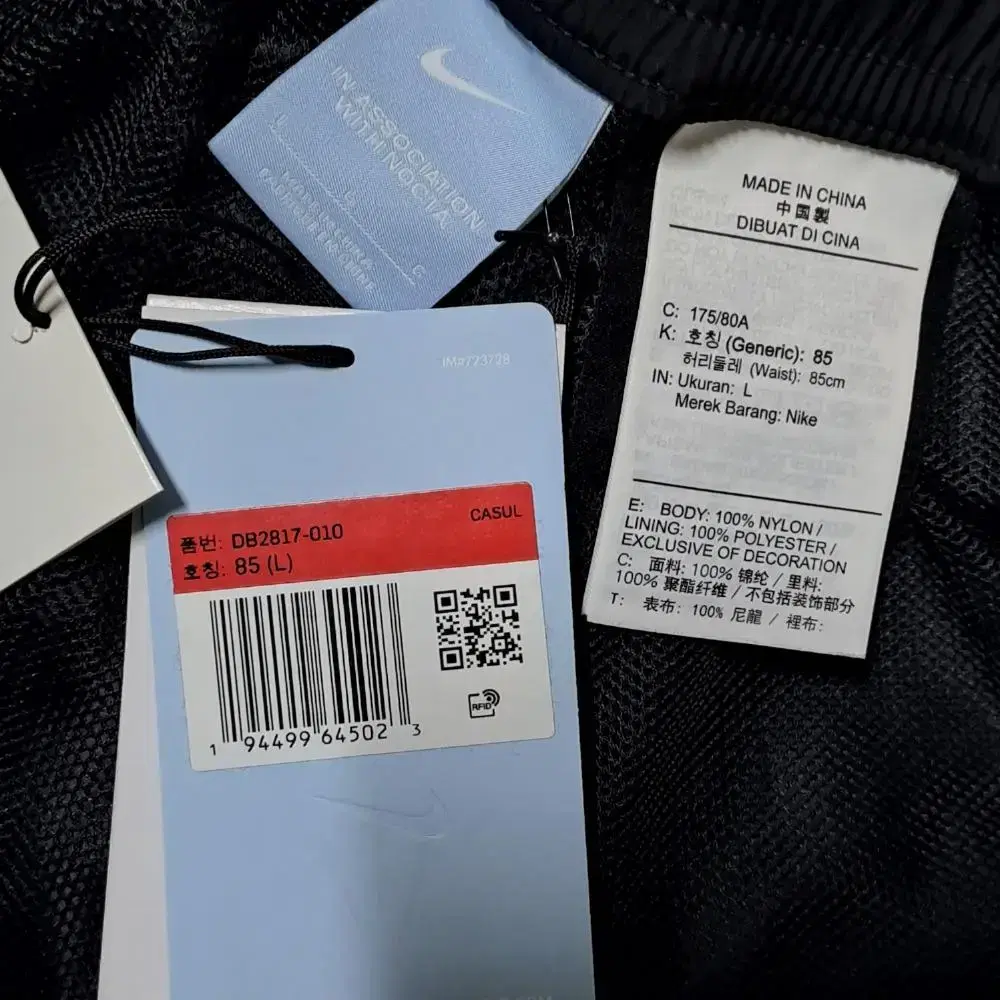 IN ASSOCIATION
WITH NOCTA.
L
G
IM#723728
품번: DB2817-010
CASUL
호칭: 85 (L)
RFID
1 94499 64502 3
MADE IN CHINA
中国製
DIBUAT DI CINA
C: 175/80A
K: 호칭 (Generic): 85
허리둘레 (Waist): 85cm
IN: Ukuran: L
Merek Barang: Nike
E: BODY: 100% NYLON /
LINING: 100% POLYESTER /
EXCLUSIVE OF DECORATION
C: 面料: 100% 锦纶 / 里料:
100% 聚酯纤维 / 不包括装饰部分
T: 表布: 100% 尼龍 / 裡布: